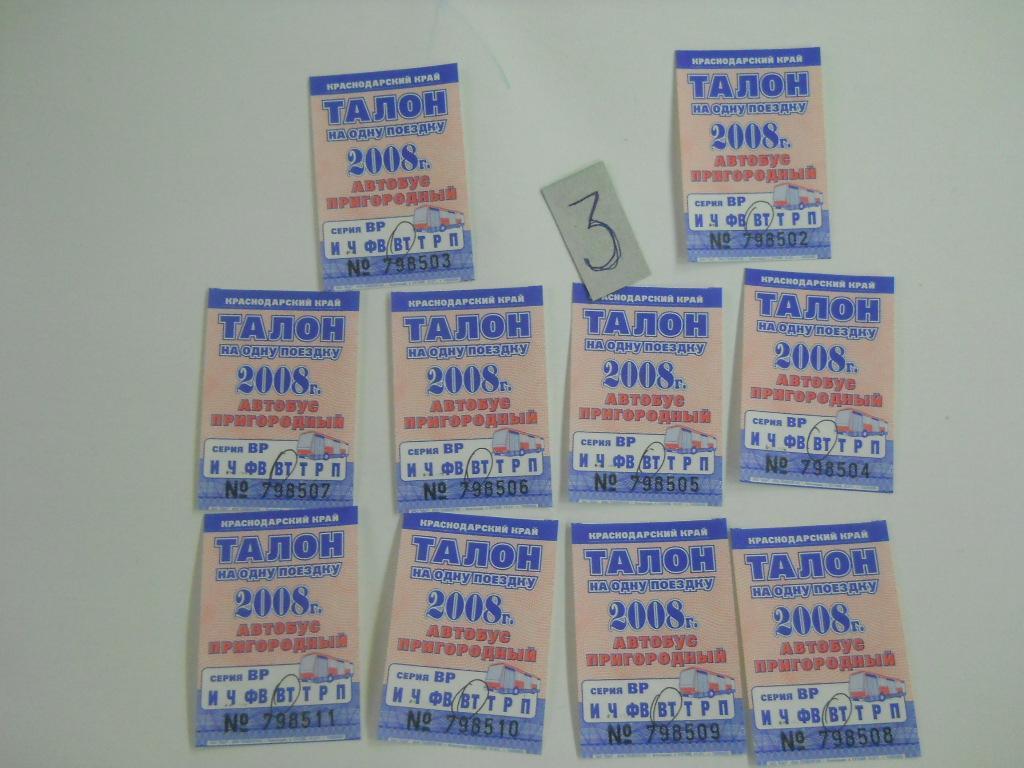 КРАСНОДАРСКИЙ КРАЙ
ТАЛОН
НА ОДНУ ПОЕЗДКУ
2008г.
АВТОБУС
ПРИГОРОДНЫЙ
СЕРИЯ ВР
И Ч ФВ ВТ Т Р П
№ 798503
3
КРАСНОДАРСКИЙ КРАЙ
ТАЛОН
НА ОДНУ ПОЕЗДКУ
2008г.
АВТОБУС
ПРИГОРОДНЫЙ
СЕРИЯ ВР
И Ч ФВ ВТ Т Р П
№ 798502
КРАСНОДАРСКИЙ КРАЙ
ТАЛОН
НА ОДНУ ПОЕЗДКУ
2008г.
АВТОБУС
ПРИГОРОДНЫЙ
СЕРИЯ ВР
И Ч ФВ ВТ Т Р П
№ 798507
КРАСНОДАРСКИЙ КРАЙ
ТАЛОН
НА ОДНУ ПОЕЗДКУ
2008г.
АВТОБУС
ПРИГОРОДНЫЙ
СЕРИЯ ВР
И Ч ФВ ВТ Т Р П
№ 798506
КРАСНОДАРСКИЙ КРАЙ
ТАЛОН
НА ОДНУ ПОЕЗДКУ
2008г.
АВТОБУС
ПРИГОРОДНЫЙ
СЕРИЯ ВР
И Ч ФВ ВТ Т Р П
№ 798505
КРАСНОДАРСКИЙ КРАЙ
ТАЛОН
НА ОДНУ ПОЕЗДКУ
2008г.
АВТОБУС
ПРИГОРОДНЫЙ
СЕРИЯ ВР
И Ч ФВ ВТ Т Р П
№ 798504
КРАСНОДАРСКИЙ КРАЙ
ТАЛОН
НА ОДНУ ПОЕЗДКУ
2008г.
АВТОБУС
ПРИГОРОДНЫЙ
СЕРИЯ ВР
И Ч ФВ ВТ Т Р П
№ 798511
КРАСНОДАРСКИЙ КРАЙ
ТАЛОН
НА ОДНУ ПОЕЗДКУ
2008г.
АВТОБУС
ПРИГОРОДНЫЙ
СЕРИЯ ВР
И Ч ФВ ВТ Т Р П
№ 798510
КРАСНОДАРСКИЙ КРАЙ
ТАЛОН
НА ОДНУ ПОЕЗДКУ
2008г.
АВТОБУС
ПРИГОРОДНЫЙ
СЕРИЯ ВР
И Ч ФВ ВТ Т Р П
№ 798509
КРАСНОДАРСКИЙ КРАЙ
ТАЛОН
НА ОДНУ ПОЕЗДКУ
2008г.
АВТОБУС
ПРИГОРОДНЫЙ
СЕРИЯ ВР
И Ч ФВ ВТ Т Р П
№ 798508